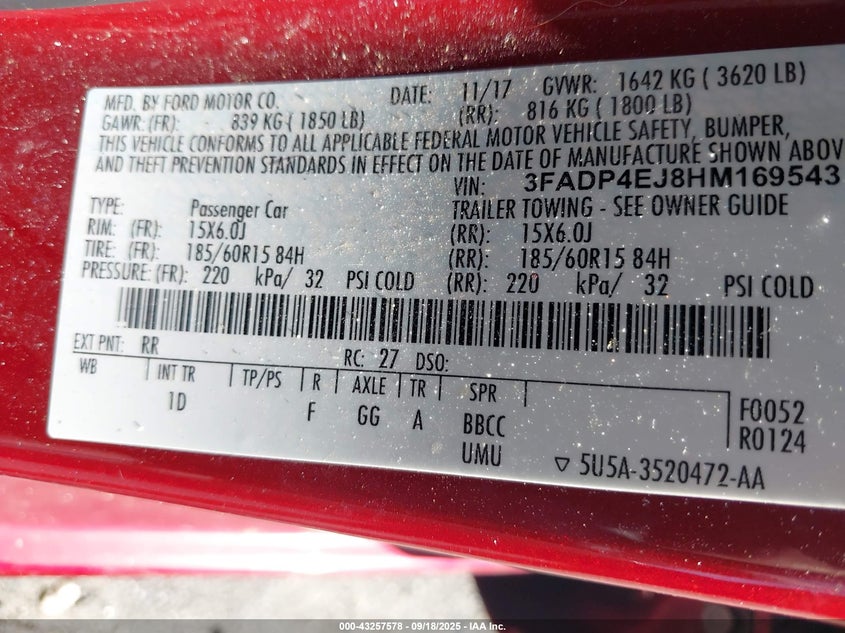 MFD. BY FORD MOTOR CO. DATE: 11/17 GVWR: 1642 KG ( 3620 LB)
GAWR: (FR): 839 KG ( 1850 LB) (RR): 816 KG ( 1800 LB)
THIS VEHICLE CONFORMS TO ALL APPLICABLE FEDERAL MOTOR VEHICLE SAFETY, BUMPER,
AND THEFT PREVENTION STANDARDS IN EFFECT ON THE DATE OF MANUFACTURE SHOWN ABOV
VIN: 3FADP4EJ8HM169543
TYPE: Passenger Car TRAILER TOWING - SEE OWNER GUIDE
RIM: (FR): 15X6.0J (RR): 15X6.0J
TIRE: (FR): 185/60R15 84H (RR): 185/60R15 84H
PRESSURE: (FR): 220 kPa/ 32 PSI COLD (RR): 220 kPa/ 32 PSI COLD
EXT PNT: RR RC: 27 DSO:
WB INT TR TP/PS R AXLE TR SPR
1D F GG A BBCC
UMU
F0052
R0124
▽ 5U5A-3520472-AA
000-43257578 - 09/18/2025 - IAA Inc.